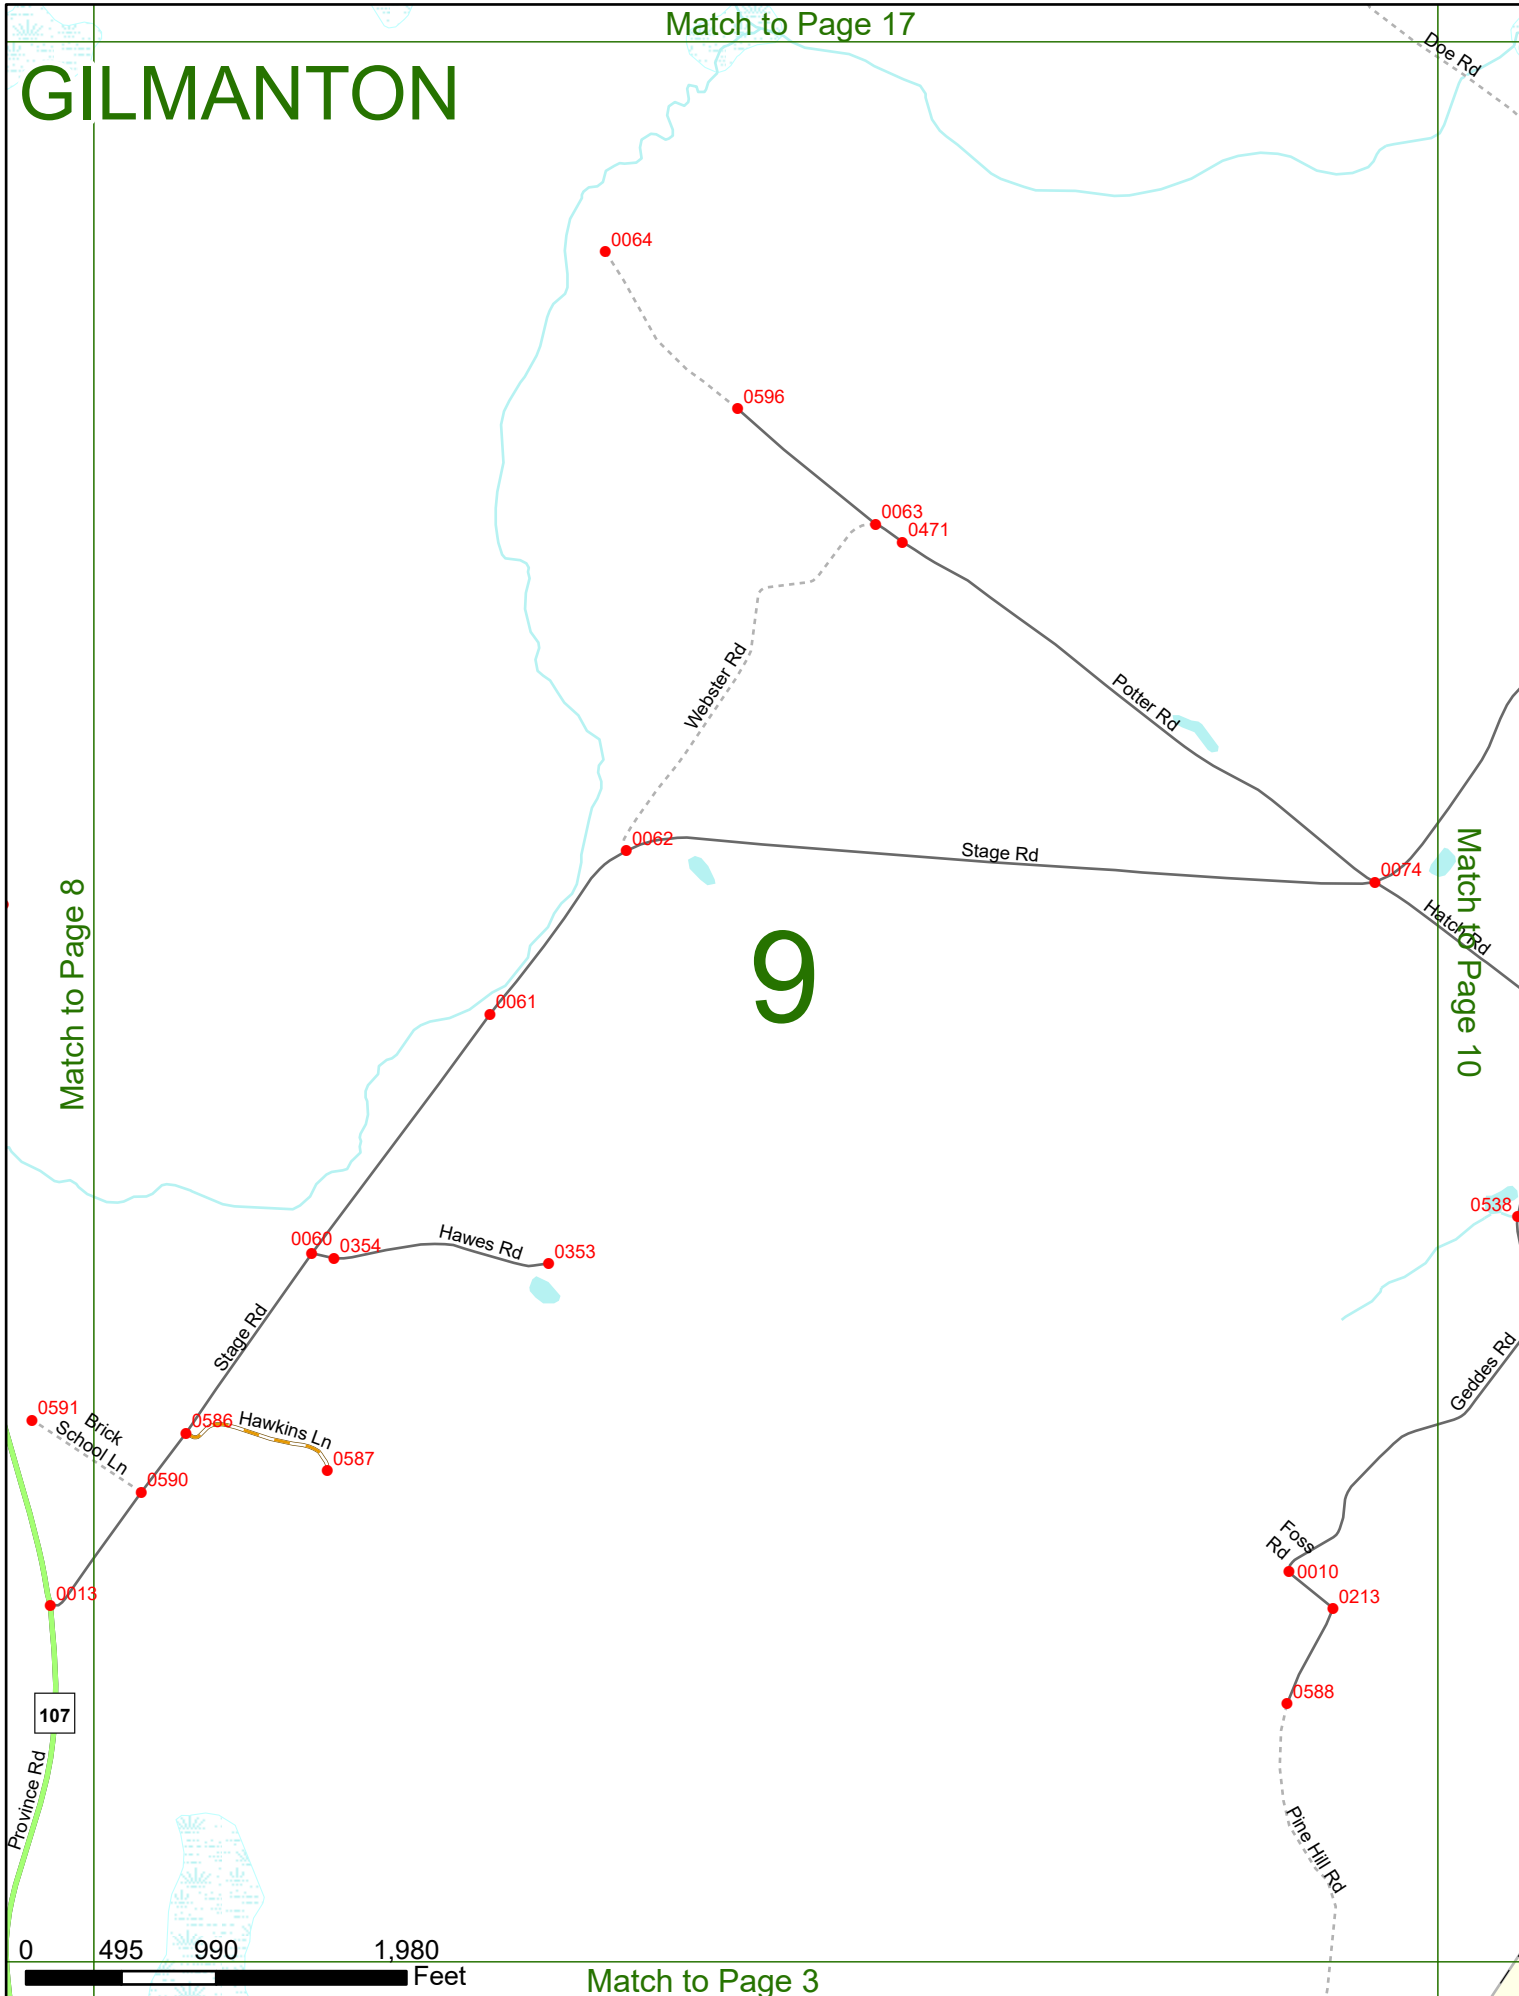 Match to Page 17
GILMANTON
Doe Rd
0064
0596
0063
0471
Webster Rd
Potter Rd
0062
Stage Rd
0074
Match to Page 8
Match to Page 10
Hatch Rd
9
0061
0538
0060
0354
Hawes Rd
0353
Stage Rd
Geddes Rd
0591
Brick
School Ln
0586
Hawkins Ln
0587
0590
Foss
Rd
0010
0013
0213
0588
107
Province Rd
Pine Hill Rd
0 495 990 1,980
Feet
Match to Page 3